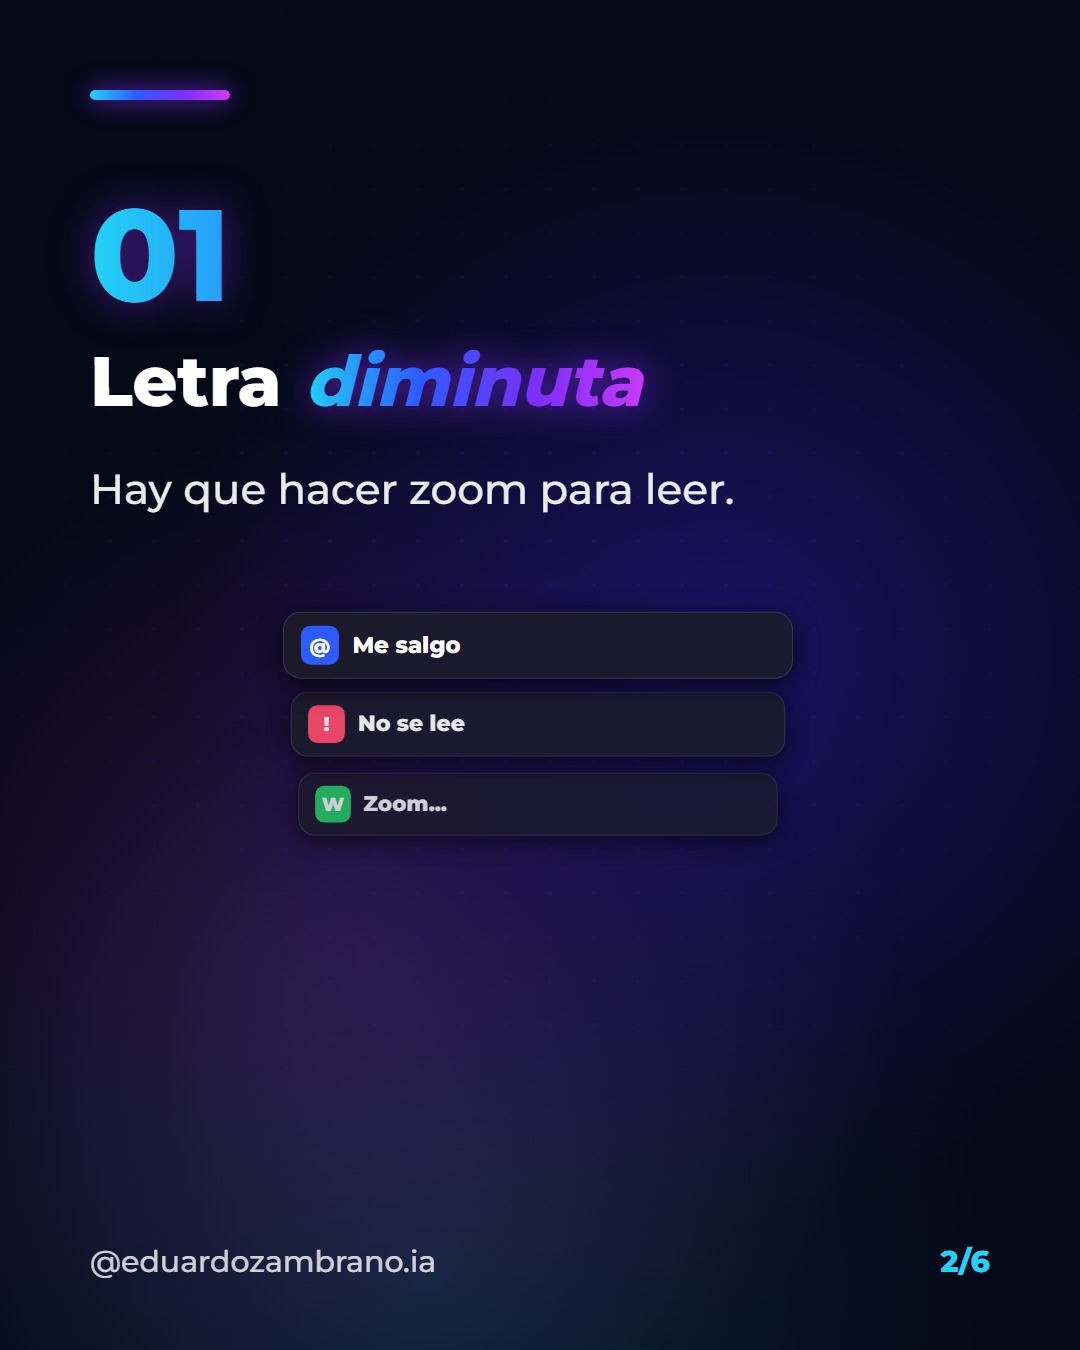 01
Letra diminuta
Hay que hacer zoom para leer.
@ Me salgo
! No se lee
W Zoom...
@eduardozambrano.ia
2/6